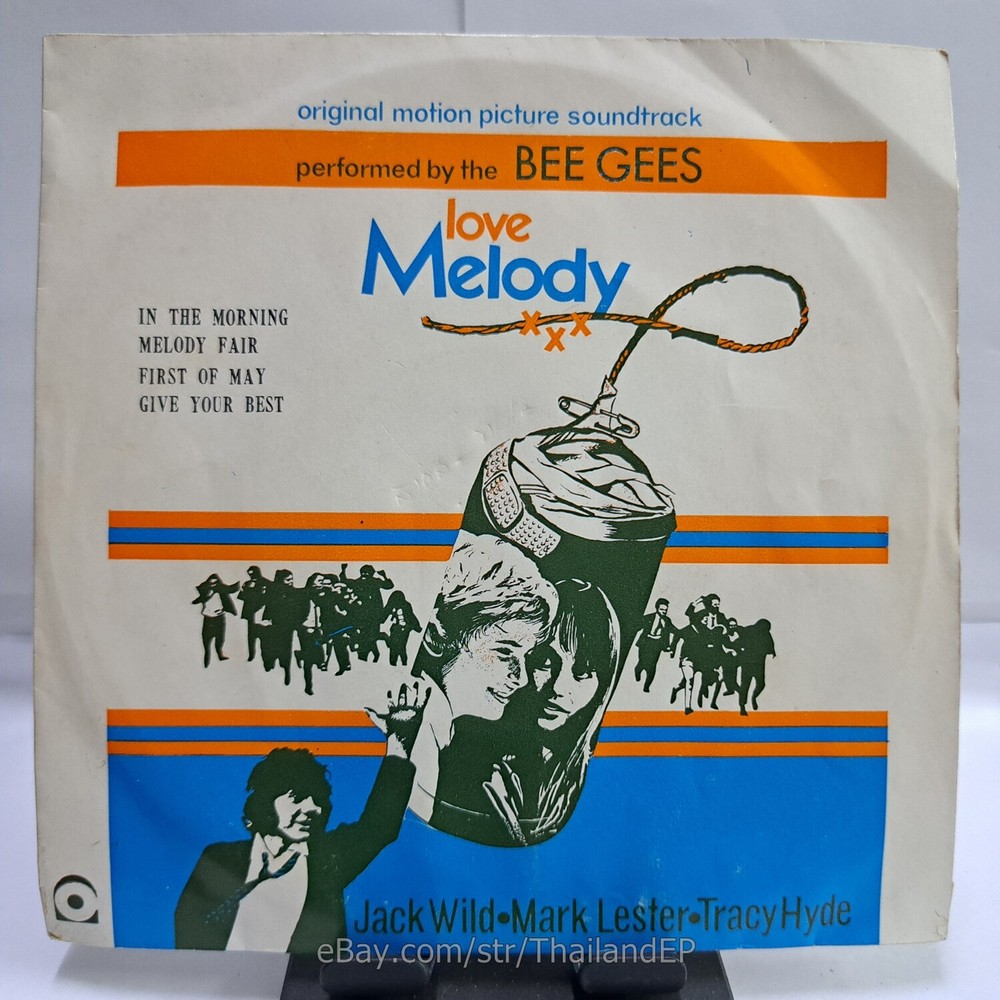 original motion picture soundtrack
performed by the BEE GEES
love
Melody
xxx
IN THE MORNING
MELODY FAIR
FIRST OF MAY
GIVE YOUR BEST
Jack Wild•Mark Lester•Tracy Hyde
eBay.com/str/ThailandEP